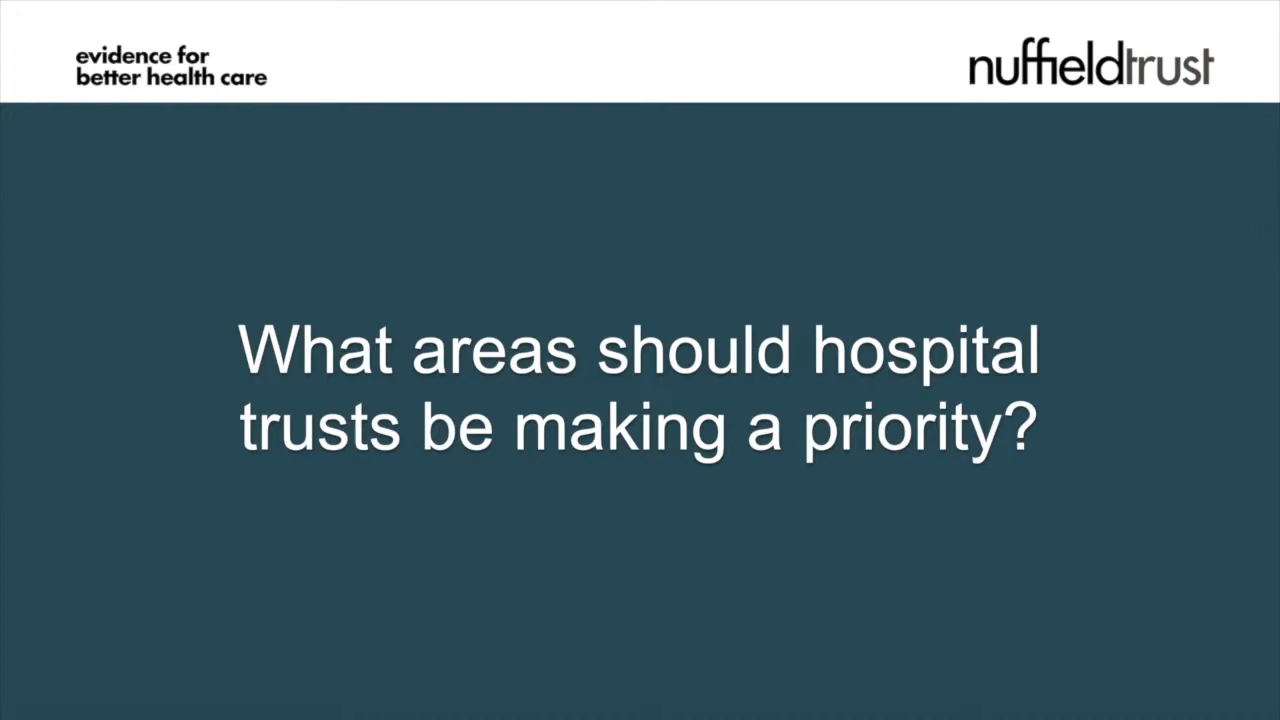 evidence for
better health care
nuffieldtrust
What areas should hospital
trusts be making a priority?